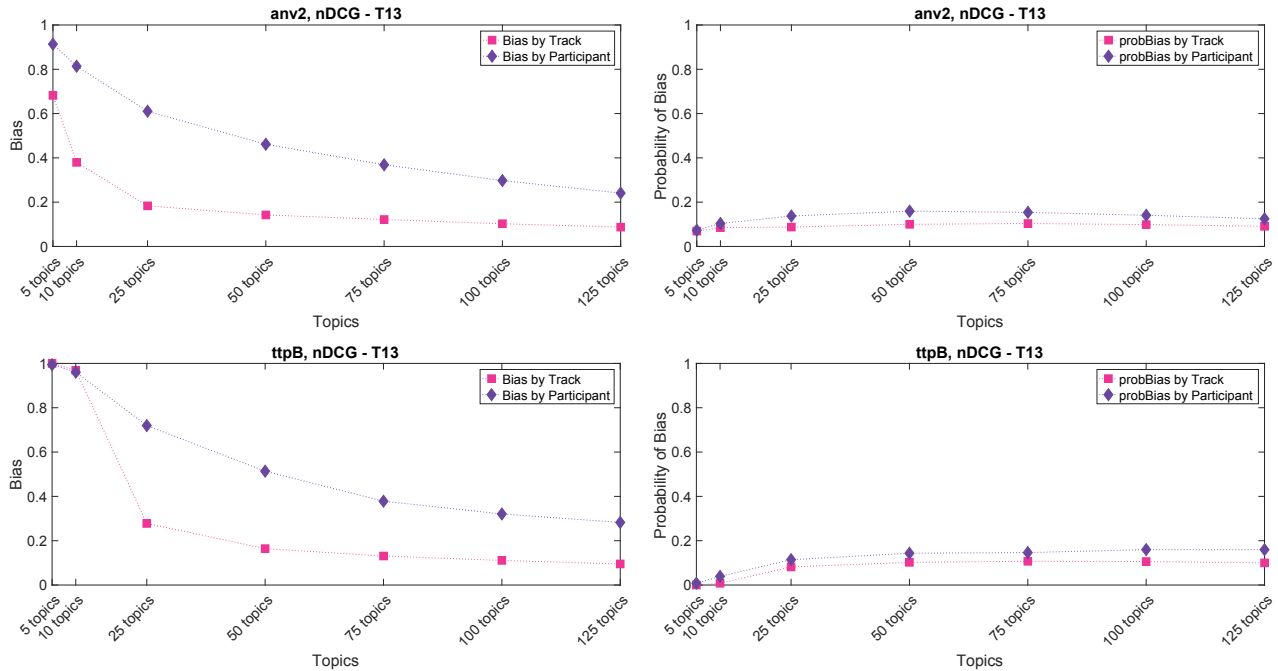 anv2, nDCG - T13
1
0.8
0.6
0.4
0.2
0
Bias
Bias by Track
Bias by Participant
5 topics
10 topics
25 topics
50 topics
75 topics
100 topics
125 topics
Topics
anv2, nDCG - T13
1
0.8
0.6
0.4
0.2
0
Probability of Bias
probBias by Track
probBias by Participant
5 topics
10 topics
25 topics
50 topics
75 topics
100 topics
125 topics
Topics
ttpB, nDCG - T13
1
0.8
0.6
0.4
0.2
0
Bias
Bias by Track
Bias by Participant
5 topics
10 topics
25 topics
50 topics
75 topics
100 topics
125 topics
Topics
ttpB, nDCG - T13
1
0.8
0.6
0.4
0.2
0
Probability of Bias
probBias by Track
probBias by Participant
5 topics
10 topics
25 topics
50 topics
75 topics
100 topics
125 topics
Topics